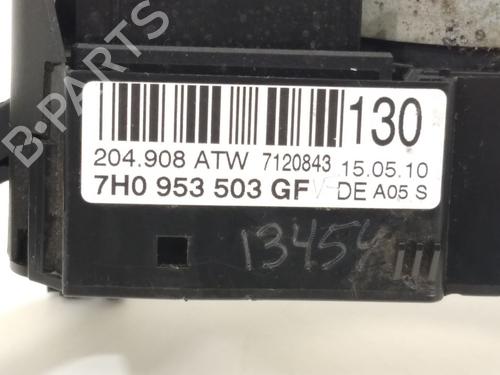 130
204.908 ATW 7120843 15.05.10
7H0 953 503 GF DE A05 S
13454
B-PARTS